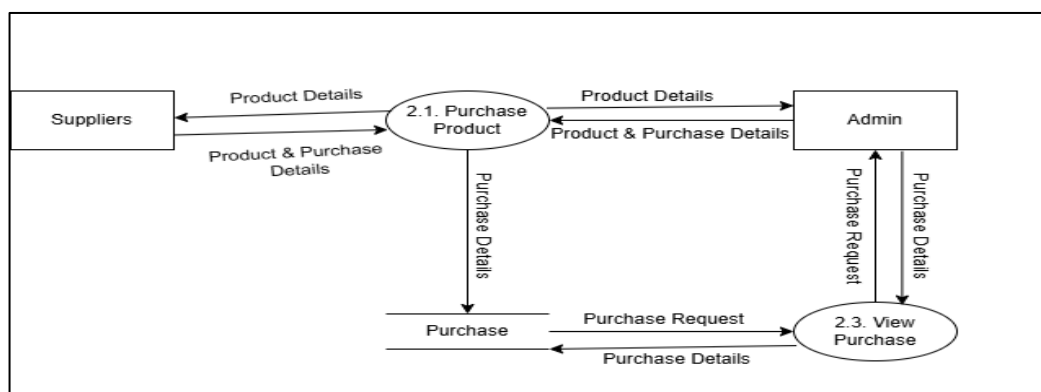 Product Details
Product Details
Suppliers
2.1. Purchase
Product
Admin
Product & Purchase
Details
Product & Purchase Details
Purchase Details
Purchase Request
Purchase Details
Purchase
Purchase Request
2.3. View
Purchase
Purchase Details